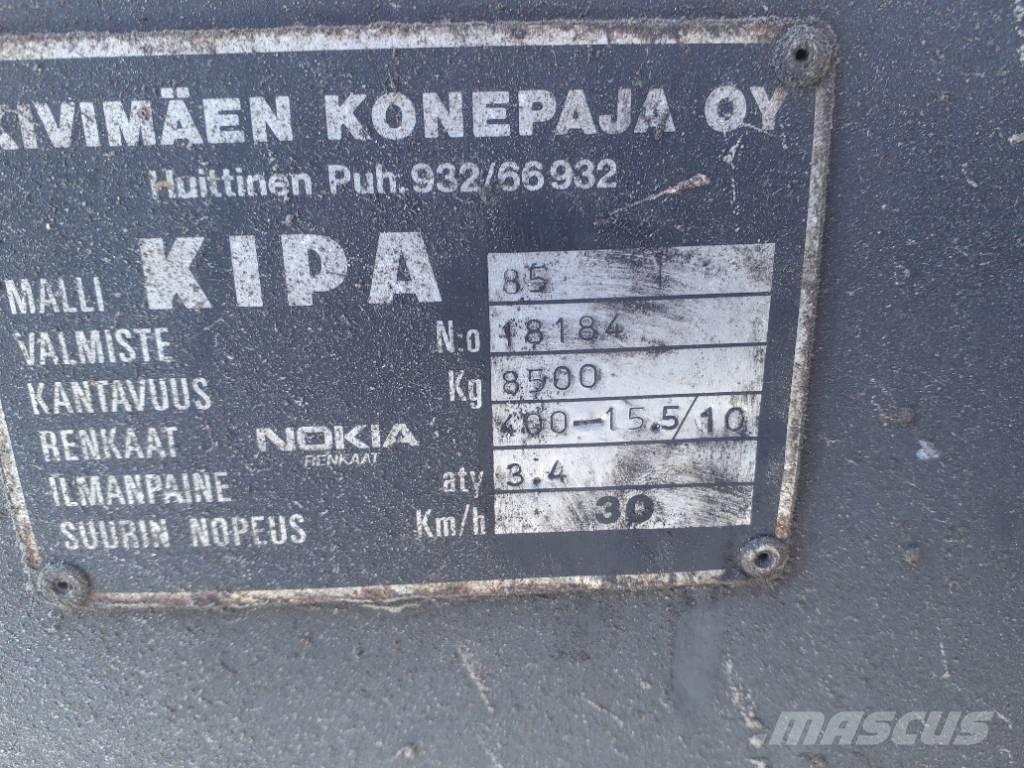 KIVIMÄEN KONEPAJA OY
Huittinen Puh.932/66932
MALLI KIPA 85
VALMISTE N:o 18184
KANTAVUUS Kg 8500
RENKAAT NOKIA RENKAAT 400-15.5/10
ILMANPAINE aty 3.4
SUURIN NOPEUS Km/h 30
MASCUS